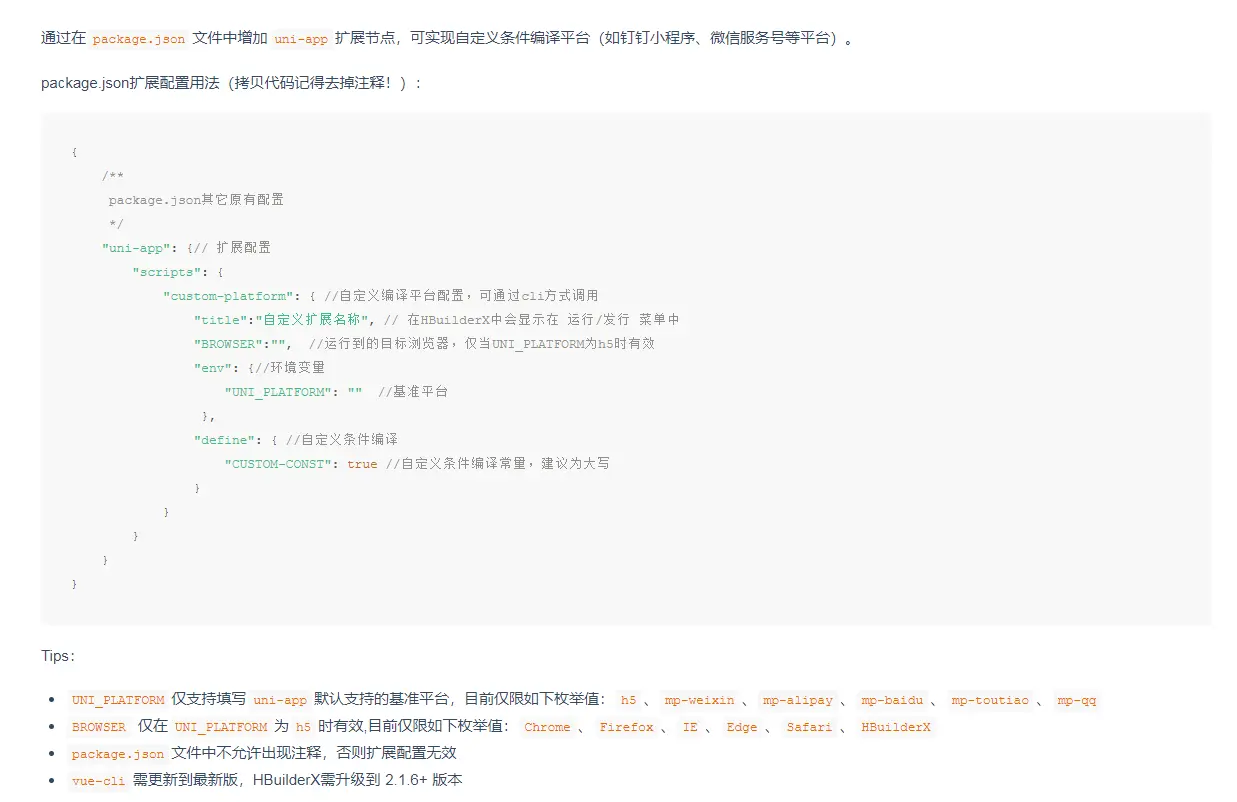 通过在 package.json 文件中增加 uni-app 扩展节点，可实现自定义条件编译平台（如钉钉小程序、微信服务号等平台）。
package.json扩展配置用法（拷贝代码记得去掉注释！）：
{
    /**
     package.json其它原有配置
     */
    "uni-app": {// 扩展配置
        "scripts": {
            "custom-platform": { //自定义编译平台配置，可通过cli方式调用
                "title":"自定义扩展名称", // 在HBuilderX中会显示在 运行/发行 菜单中
                "BROWSER":"",  //运行到的目标浏览器，仅当UNI_PLATFORM为h5时有效
                "env": {//环境变量
                    "UNI_PLATFORM": ""  //基准平台
                 },
                "define": { //自定义条件编译
                    "CUSTOM-CONST": true //自定义条件编译常量，建议为大写
                }
            }
        }
    }
}
Tips：
• UNI_PLATFORM 仅支持填写 uni-app 默认支持的基准平台，目前仅限如下枚举值： h5 、 mp-weixin 、 mp-alipay 、 mp-baidu 、 mp-toutiao 、 mp-qq
• BROWSER 仅在 UNI_PLATFORM 为 h5 时有效,目前仅限如下枚举值： Chrome 、 Firefox 、 IE 、 Edge 、 Safari 、 HBuilderX
• package.json 文件中不允许出现注释，否则扩展配置无效
• vue-cli 需更新到最新版，HBuilderX需升级到 2.1.6+ 版本